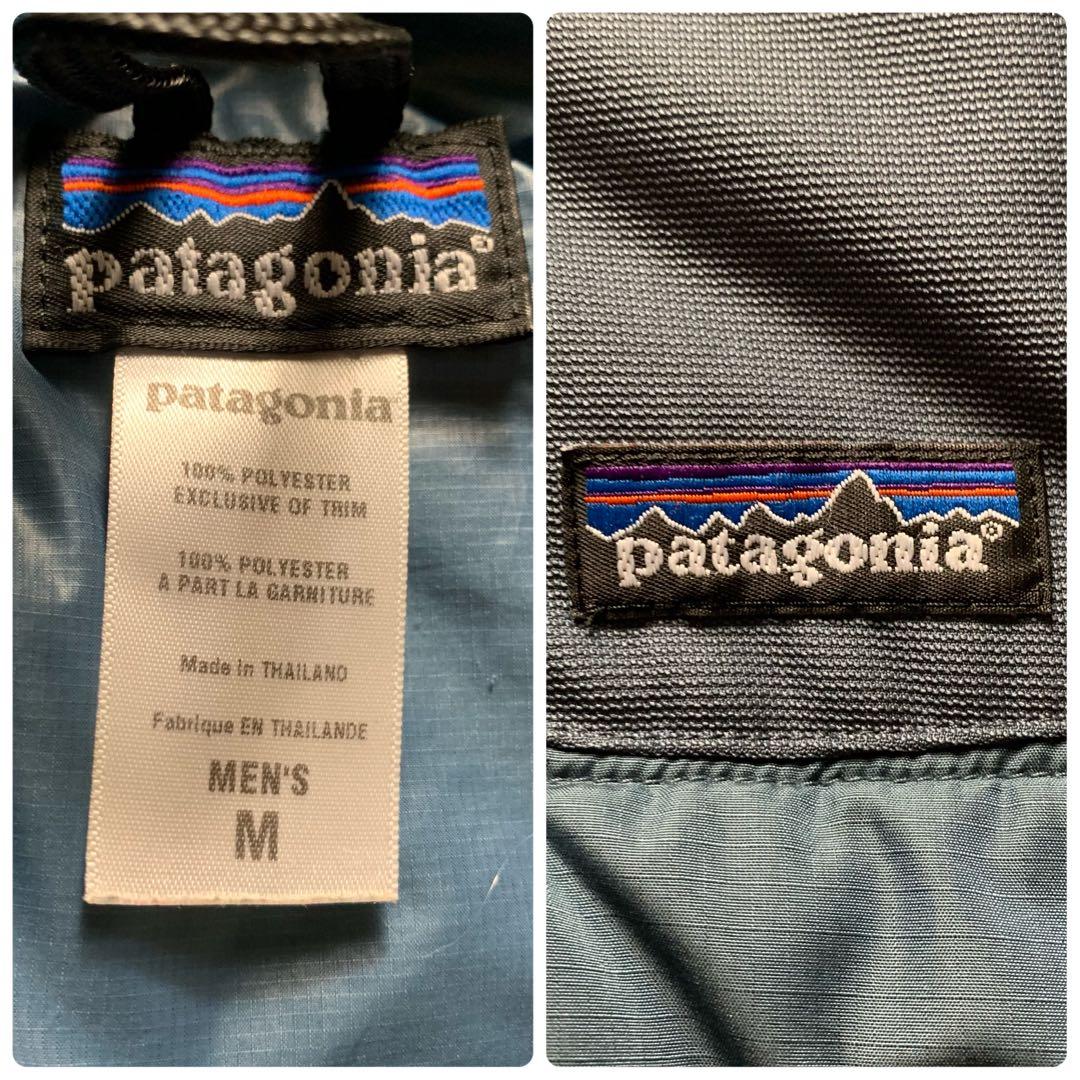 patagonia®
patagonia
100% POLYESTER
EXCLUSIVE OF TRIM
100% POLYESTER
A PART LA GARNITURE
Made in THAILAND
Fabrique EN THAILANDE
MEN'S
M
patagonia®